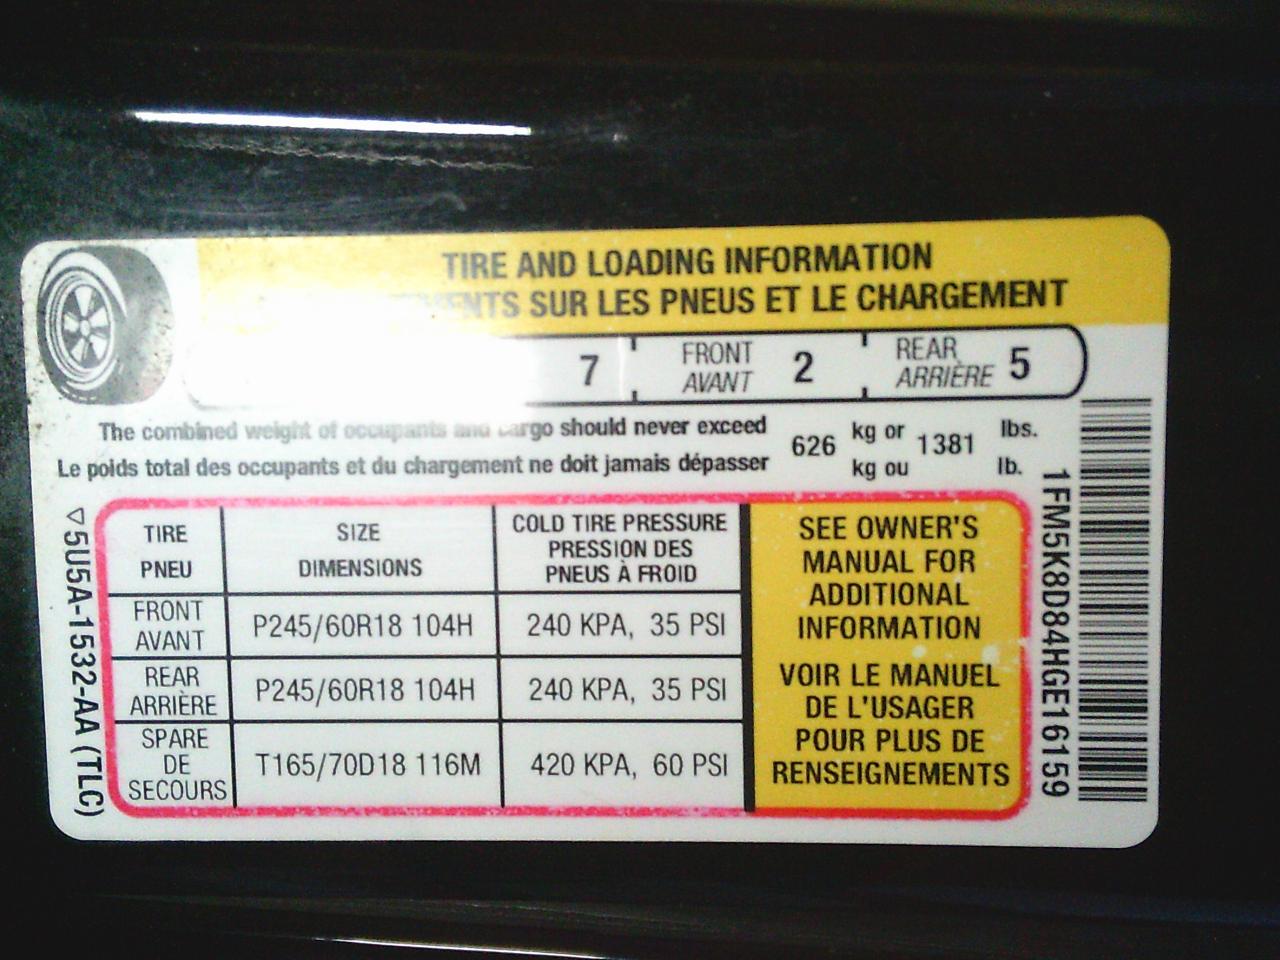 TIRE AND LOADING INFORMATION
SUR LES PNEUS ET LE CHARGEMENT
7 FRONT AVANT 2 REAR ARRIÈRE 5
The combined weight of occupants and cargo should never exceed 626 kg or 1381 lbs.
Le poids total des occupants et du chargement ne doit jamais dépasser kg ou lb.
▽5U5A-1532-AA (TLC)
TIRE SIZE COLD TIRE PRESSURE
PNEU DIMENSIONS PRESSION DES
PNEUS À FROID
FRONT
AVANT P245/60R18 104H 240 KPA, 35 PSI
REAR
ARRIÈRE P245/60R18 104H 240 KPA, 35 PSI
SPARE
DE
SECOURS T165/70D18 116M 420 KPA, 60 PSI
SEE OWNER'S
MANUAL FOR
ADDITIONAL
INFORMATION
VOIR LE MANUEL
DE L'USAGER
POUR PLUS DE
RENSEIGNEMENTS
1FM5K8D84HGE16159